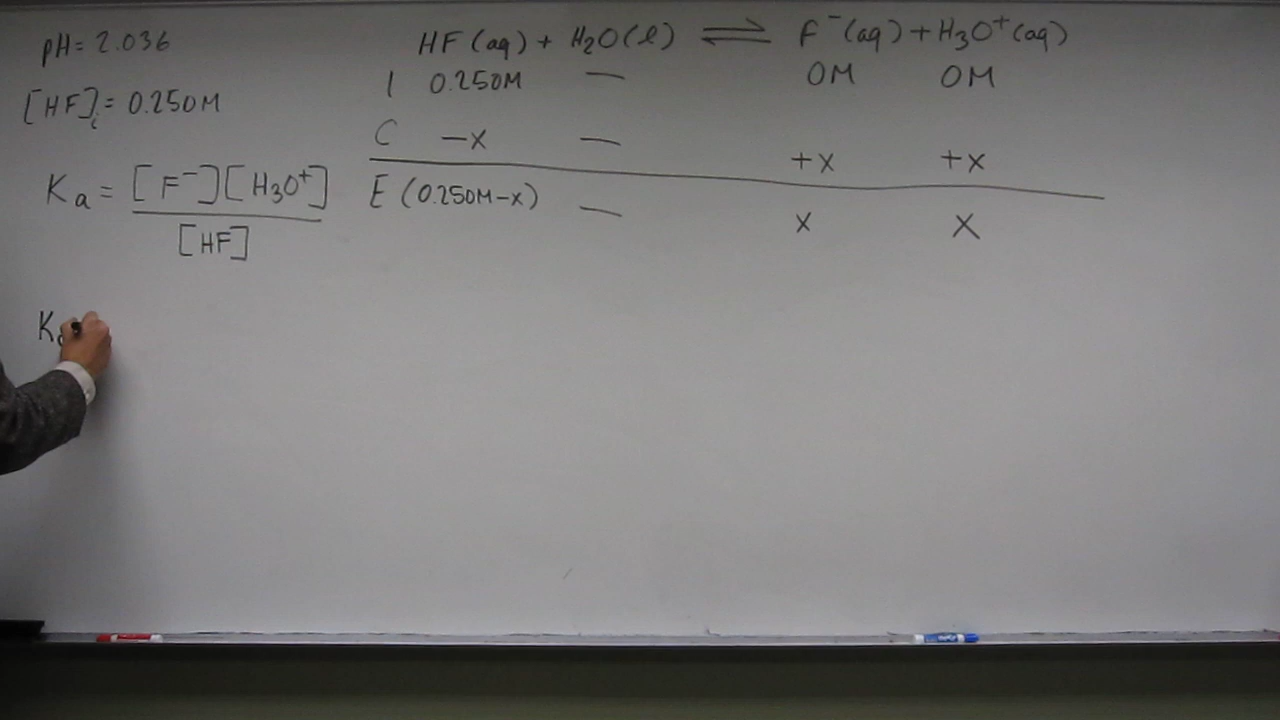 pH = 2.036
[HF]i = 0.250M
Ka = [F⁻][H3O⁺]
[HF]
K
HF (aq) + H2O(l) ⇌ F⁻(aq) + H3O⁺(aq)
I 0.250M — 0M 0M
C -x — +x +x
E (0.250M-x) — x x